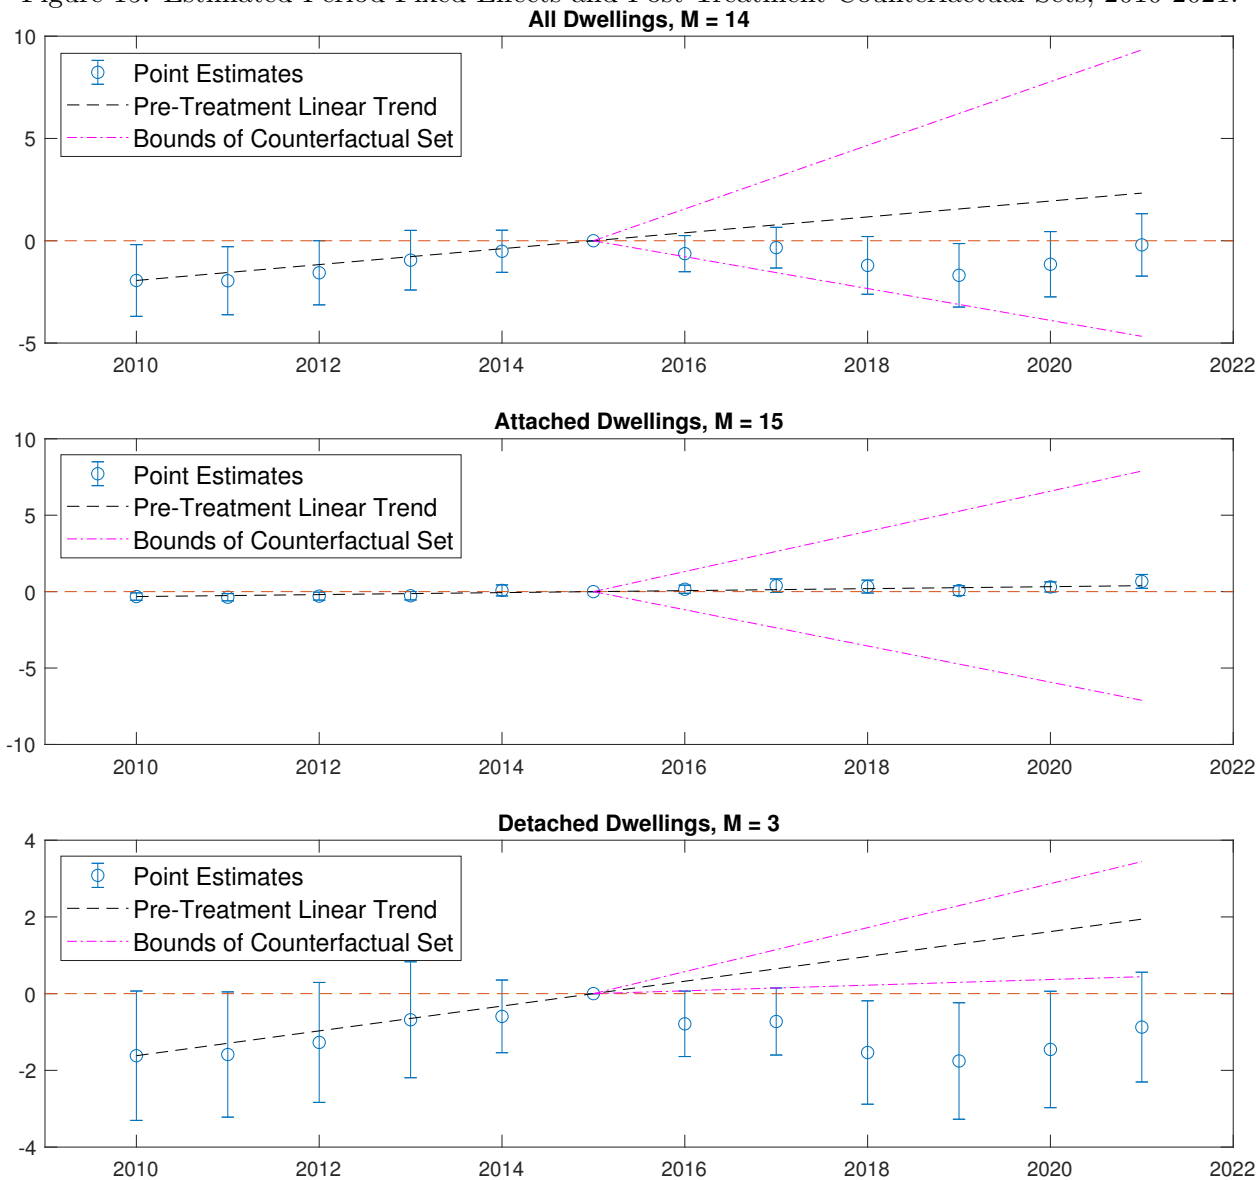 Figure Estimated Period Fixed Effects and Post-Treatment Counterfactual Sets, 2010-2021.
All Dwellings, M = 14
10
5
0
-5
Point Estimates
Pre-Treatment Linear Trend
Bounds of Counterfactual Set
2010 2012 2014 2016 2018 2020 2022
Attached Dwellings, M = 15
10
5
0
-5
-10
Point Estimates
Pre-Treatment Linear Trend
Bounds of Counterfactual Set
2010 2012 2014 2016 2018 2020 2022
Detached Dwellings, M = 3
4
2
0
-2
-4
Point Estimates
Pre-Treatment Linear Trend
Bounds of Counterfactual Set
2010 2012 2014 2016 2018 2020 2022